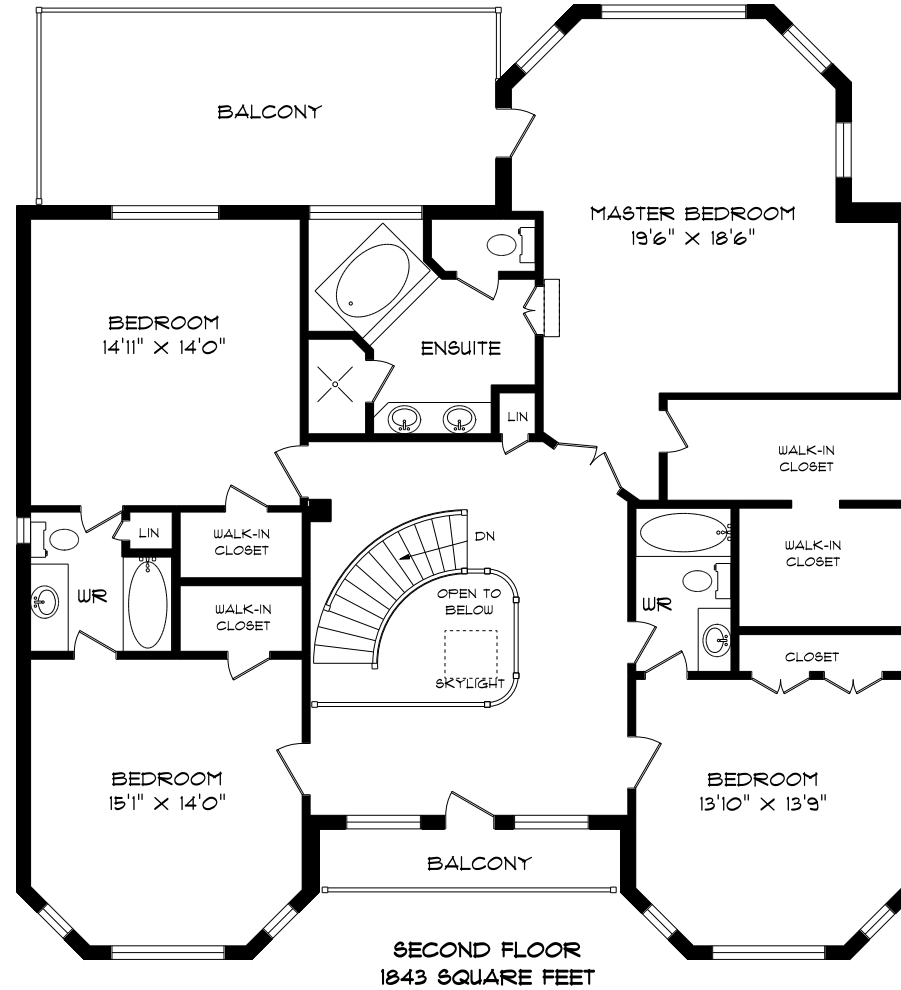 BALCONY
MASTER BEDROOM
19'6" X 18'6"
BEDROOM
14'11" X 14'0"
ENSUITE
LIN
WALK-IN
CLOSET
LIN
WALK-IN
CLOSET
DN
WALK-IN
CLOSET
OPEN TO
BELOW
WR
WALK-IN
CLOSET
WR
CLOSET
SKYLIGHT
BEDROOM
15'1" X 14'0"
BEDROOM
13'10" X 13'9"
BALCONY
SECOND FLOOR
1843 SQUARE FEET